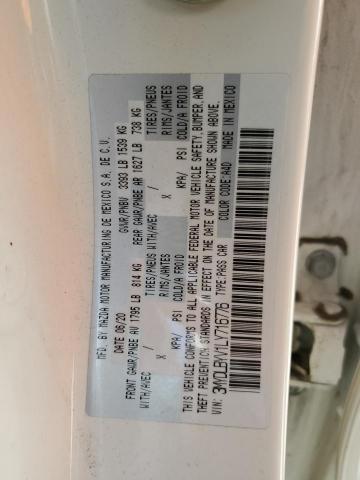 MFD. BY MAZDA MOTOR MANUFACTURING DE MEXICO S.A. DE C.V.
DATE 06/20 GVWR/PNBV 3393 LB 1539 KG
FRONT GAWR/PNBE AV 1795 LB 814 KG REAR GAWR/PNBE AR 1627 LB 738 KG
WITH/AVEC / TIRES/PNEUS WITH/AVEC / TIRES/PNEUS
X RIMS/JANTES X RIMS/JANTES
KPA/ PSI COLD/A FROID KPA/ PSI COLD/A FROID
THIS VEHICLE CONFORMS TO ALL APPLICABLE FEDERAL MOTOR VEHICLE SAFETY,BUMPER,AND
THEFT PREVENTION STANDARDS IN EFFECT ON THE DATE OF MANUFACTURE SHOWN ABOVE.
VIN: 3MVDLBVV1LY716776 TYPE:PASS CAR COLOR CODE:A4D MADE IN MEXICO